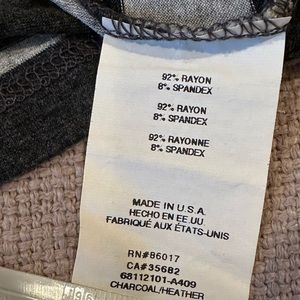 92% RAYON
8% SPANDEX
92% RAYON
8% SPANDEX
92% RAYONNE
8% SPANDEX
MADE IN U.S.A.
HECHO EN EE.UU
FABRIQUÉ AUX ÉTATS-UNIS
RN#86017
CA#35682
68112101-A409
CHARCOAL/HEATHER